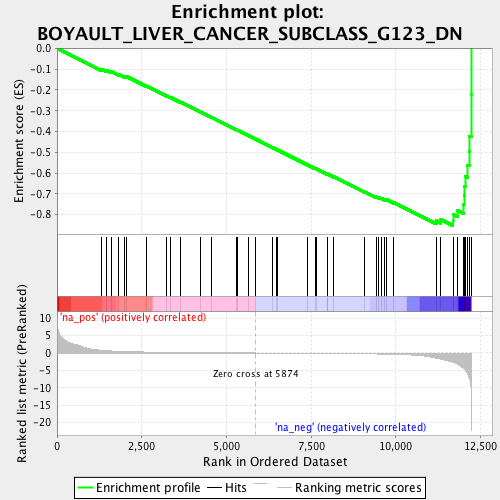 Enrichment plot:
BOYAULT_LIVER_CANCER_SUBCLASS_G123_DN
Enrichment score (ES)
0.0
-0.1
-0.2
-0.3
-0.4
-0.5
-0.6
-0.7
-0.8
'na_pos' (positively correlated)
Ranked list metric (PreRanked)
10
5
0
-5
-10
-15
-20
Zero cross at 5874
'na_neg' (negatively correlated)
0
2,500
5,000
7,500
10,000
12,500
Rank in Ordered Dataset
Enrichment profile
Hits
Ranking metric scores